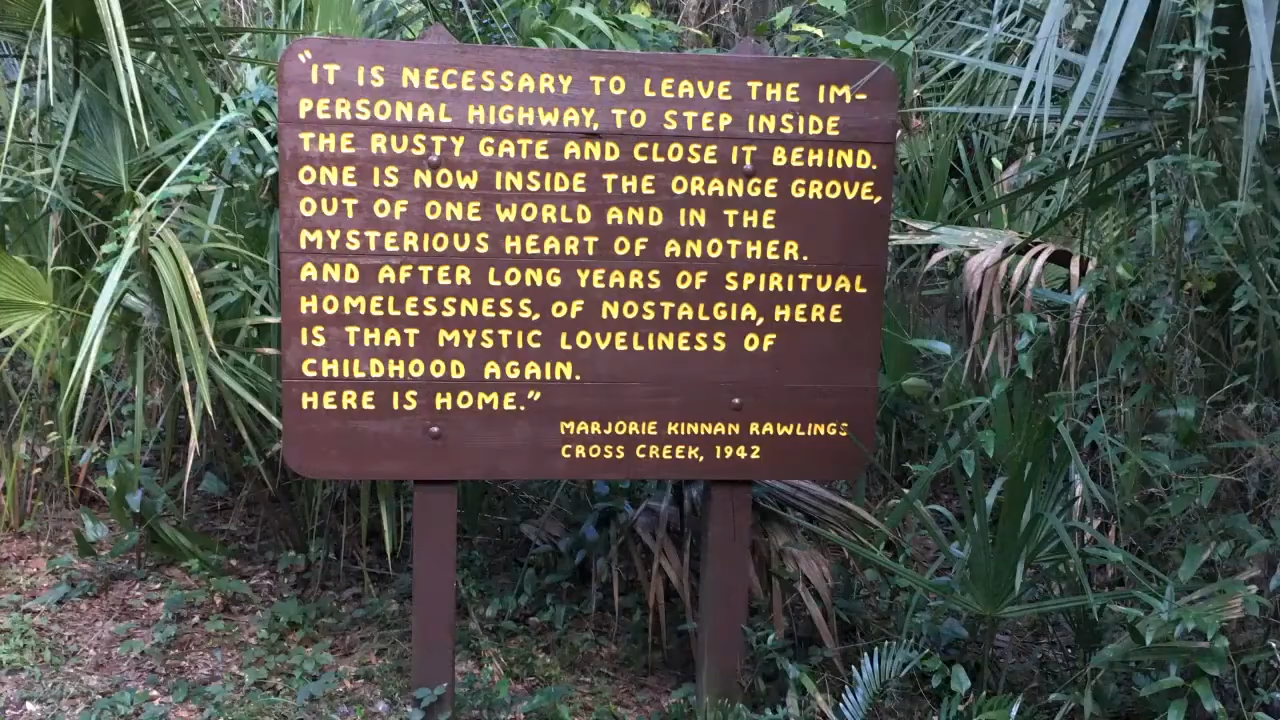 "IT IS NECESSARY TO LEAVE THE IM-
PERSONAL HIGHWAY, TO STEP INSIDE
THE RUSTY GATE AND CLOSE IT BEHIND.
ONE IS NOW INSIDE THE ORANGE GROVE,
OUT OF ONE WORLD AND IN THE
MYSTERIOUS HEART OF ANOTHER.
AND AFTER LONG YEARS OF SPIRITUAL
HOMELESSNESS, OF NOSTALGIA, HERE
IS THAT MYSTIC LOVELINESS OF
CHILDHOOD AGAIN.
HERE IS HOME."
MARJORIE KINNAN RAWLINGS
CROSS CREEK, 1942